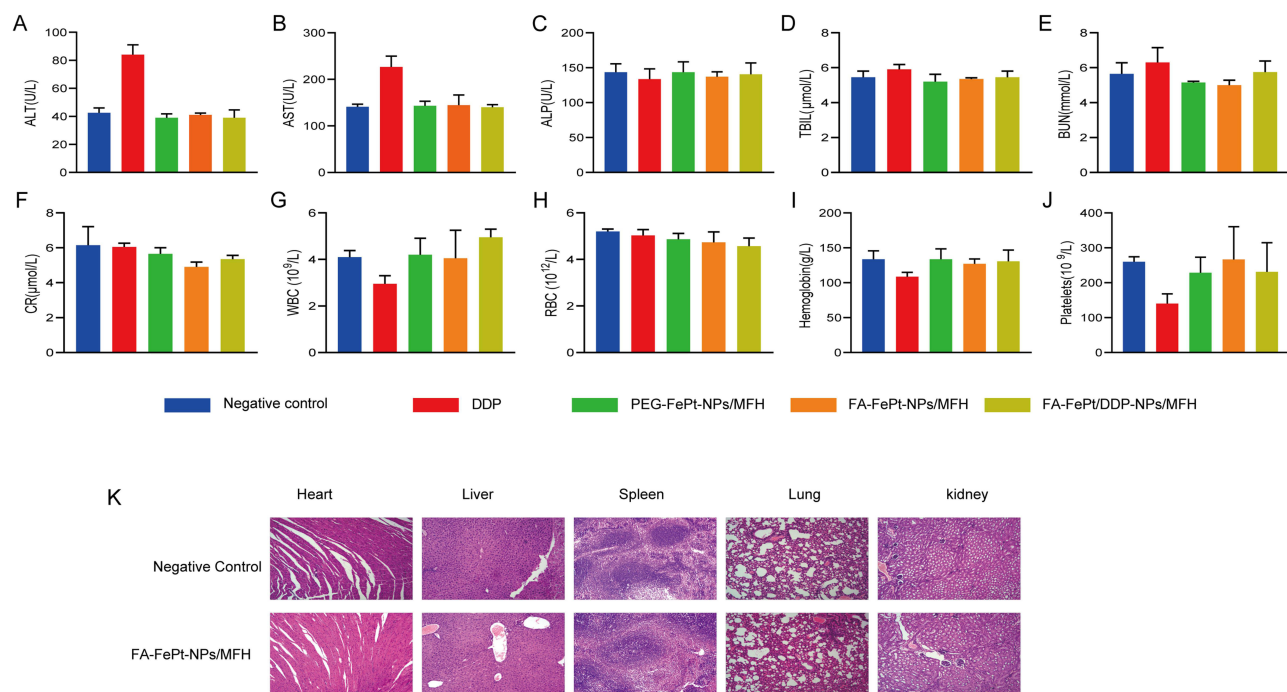 A
ALT(U/L)
100
80
60
40
20
0
B
AST(U/L)
300
200
100
0
C
ALP(U/L)
200
150
100
50
0
D
TBIL(μmol/L)
8
6
4
2
0
E
BUN(mmol/L)
8
6
4
2
0
F
CR(μmol/L)
8
6
4
2
0
G
WBC (10⁹/L)
6
4
2
0
H
RBC (10¹²/L)
6
4
2
0
I
Hemoglobin(g/L)
200
150
100
50
0
J
Platelets(10⁹/L)
400
300
200
100
0
Negative control
DDP
PEG-FePt-NPs/MFH
FA-FePt-NPs/MFH
FA-FePt/DDP-NPs/MFH
K
Heart
Liver
Spleen
Lung
kidney
Negative Control
FA-FePt-NPs/MFH